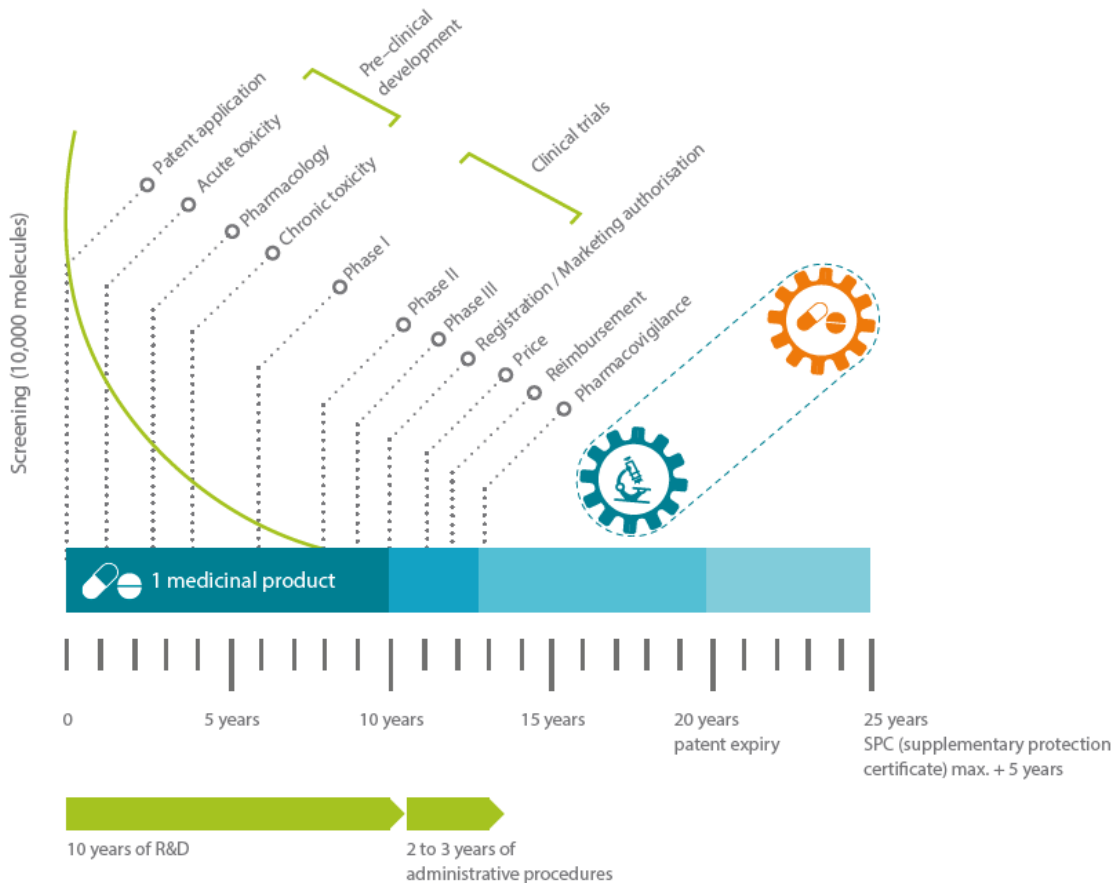 Pre–clinical
development
Clinical trials
Patent application
Acute toxicity
Pharmacology
Chronic toxicity
Phase I
Phase II
Phase III
Registration / Marketing authorisation
Price
Reimbursement
Pharmacovigilance
Screening (10,000 molecules)
1 medicinal product
0
5 years
10 years
15 years
20 years
patent expiry
25 years
SPC (supplementary protection
certificate) max. + 5 years
10 years of R&D
2 to 3 years of
administrative procedures